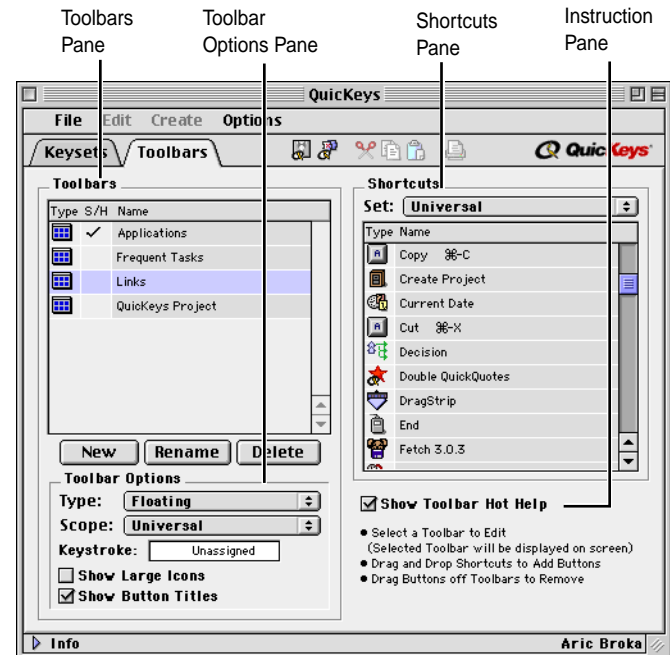 Toolbars Pane
Toolbar Options Pane
Shortcuts Pane
Instruction Pane
QuicKeys
File Edit Create Options
Keysets Toolbars
QuicKeys
Toolbars
Type S/H Name
Applications
Frequent Tasks
Links
QuicKeys Project
New Rename Delete
Toolbar Options
Type: Floating
Scope: Universal
Keystroke: Unassigned
Show Large Icons
Show Button Titles
Shortcuts
Set: Universal
Type Name
Copy ⌘-C
Create Project
Current Date
Cut ⌘-X
Decision
Double QuickQuotes
DragStrip
End
Fetch 3.0.3
Show Toolbar Hot Help
• Select a Toolbar to Edit
(Selected Toolbar will be displayed on screen)
• Drag and Drop Shortcuts to Add Buttons
• Drag Buttons off Toolbars to Remove
Info
Aric Broka